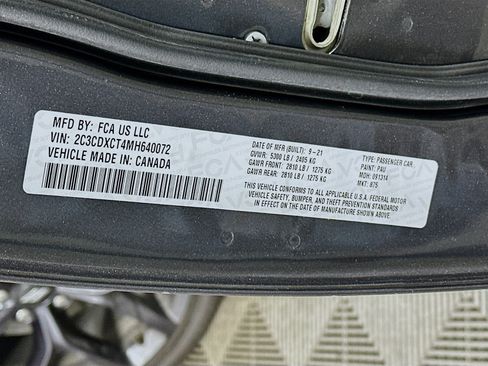 MFD BY: FCA US LLC
VIN: 2C3CDXCT4MH640072
VEHICLE MADE IN: CANADA
DATE OF MFR (BUILT): 9-21
GVWR: 5300 LB / 2405 KG
GAWR FRONT: 2810 LB / 1275 KG
GAWR REAR: 2810 LB / 1275 KG
TYPE: PASSENGER CAR
PAINT: PAU
MDH: 091314
MKT: 875
THIS VEHICLE CONFORMS TO ALL APPLICABLE U.S.A. FEDERAL MOTOR
VEHICLE SAFETY, BUMPER, AND THEFT PREVENTION STANDARDS
IN EFFECT ON THE DATE OF MANUFACTURE SHOWN ABOVE.